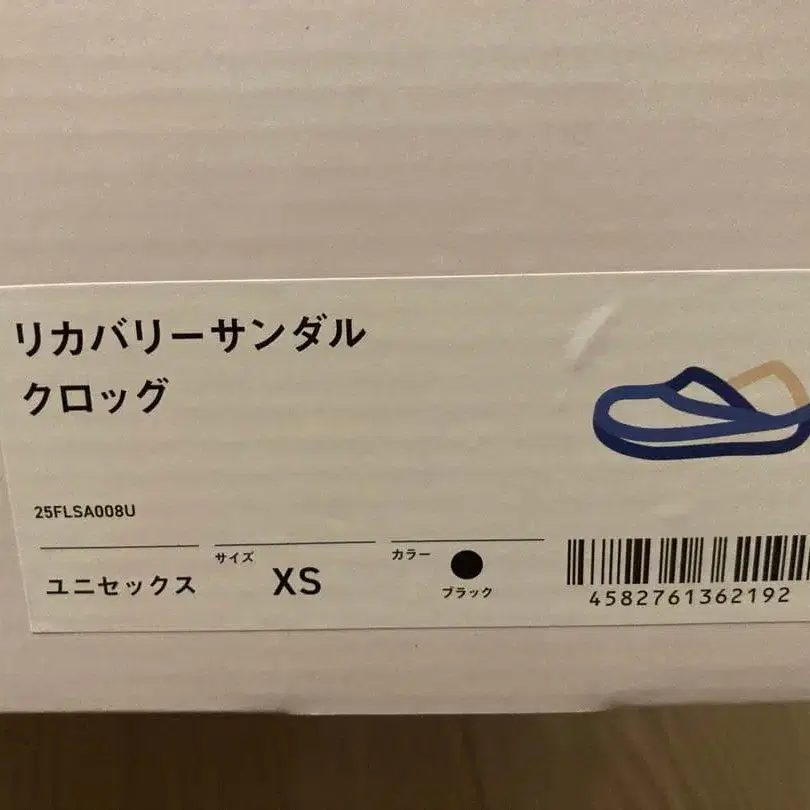 リカバリーサンダル
クロッグ
25FLSA008U
ユニセックス
サイズ
XS
カラー
ブラック
4582761362192